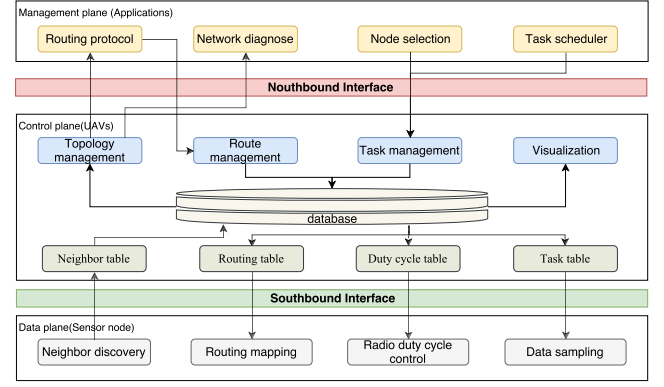 Management plane (Applications)
Routing protocol
Network diagnose
Node selection
Task scheduler
Nouthbound Interface
Control plane(UAVs)
Topology
management
Route
management
Task management
Visualization
database
Neighbor table
Routing table
Duty cycle table
Task table
Southbound Interface
Data plane(Sensor node)
Neighbor discovery
Routing mapping
Radio duty cycle
control
Data sampling